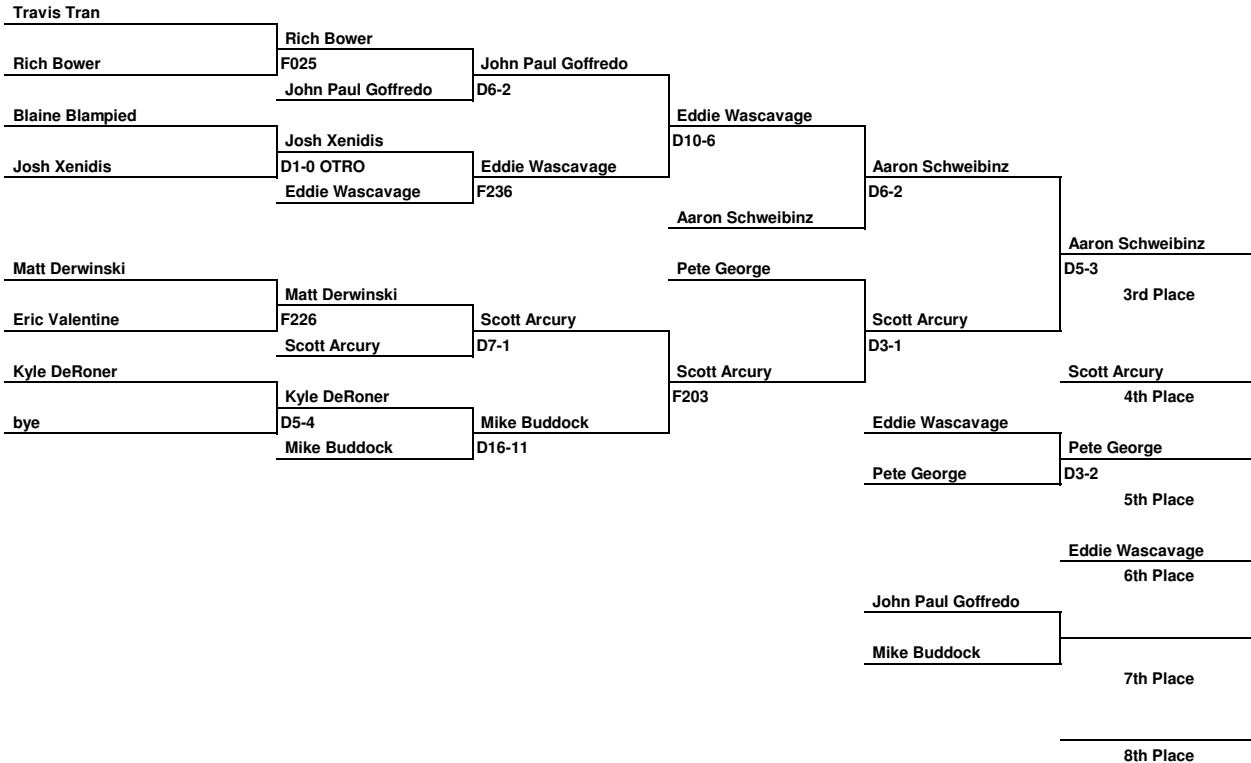 Travis Tran
Rich Bower
Rich Bower
F025
John Paul Goffredo
John Paul Goffredo
D6-2
Blaine Blampied
Eddie Wascavage
Josh Xenidis
D10-6
Josh Xenidis
D1-0 OTRO
Eddie Wascavage
Aaron Schweibinz
Eddie Wascavage
F236
D6-2
Aaron Schweibinz
Aaron Schweibinz
Matt Derwinski
Pete George
D5-3
Matt Derwinski
3rd Place
Eric Valentine
F226
Scott Arcury
Scott Arcury
Scott Arcury
D7-1
D3-1
Kyle DeRoner
Scott Arcury
Scott Arcury
Kyle DeRoner
F203
4th Place
bye
D5-4
Mike Buddock
Eddie Wascavage
Mike Buddock
D16-11
Pete George
Pete George
D3-2
5th Place
Eddie Wascavage
6th Place
John Paul Goffredo
Mike Buddock
7th Place
8th Place